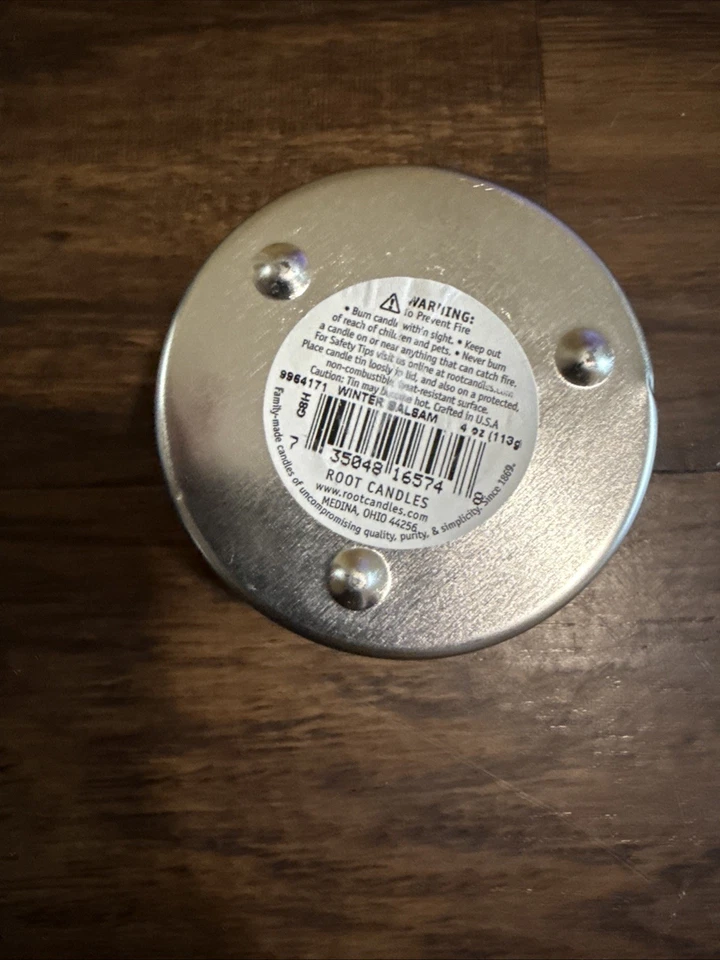 ⚠ WARNING:
To Prevent Fire
• Burn candle within sight. • Keep out
of reach of children and pets. • Never burn
a candle on or near anything that can catch fire.
For Safety Tips visit us online at rootcandles.com
Place candle tin loosely in lid, and also on a protected,
non-combustible, heat-resistant surface.
Caution: Tin may become hot. Crafted in U.S.A
9964171 WINTER BALSAM 4 oz (113g
G8H
7 35048 16574
ROOT CANDLES
www.rootcandles.com
MEDINA, OHIO 44256
Family-made candles of uncompromising quality, purity, & simplicity. Since 1869.